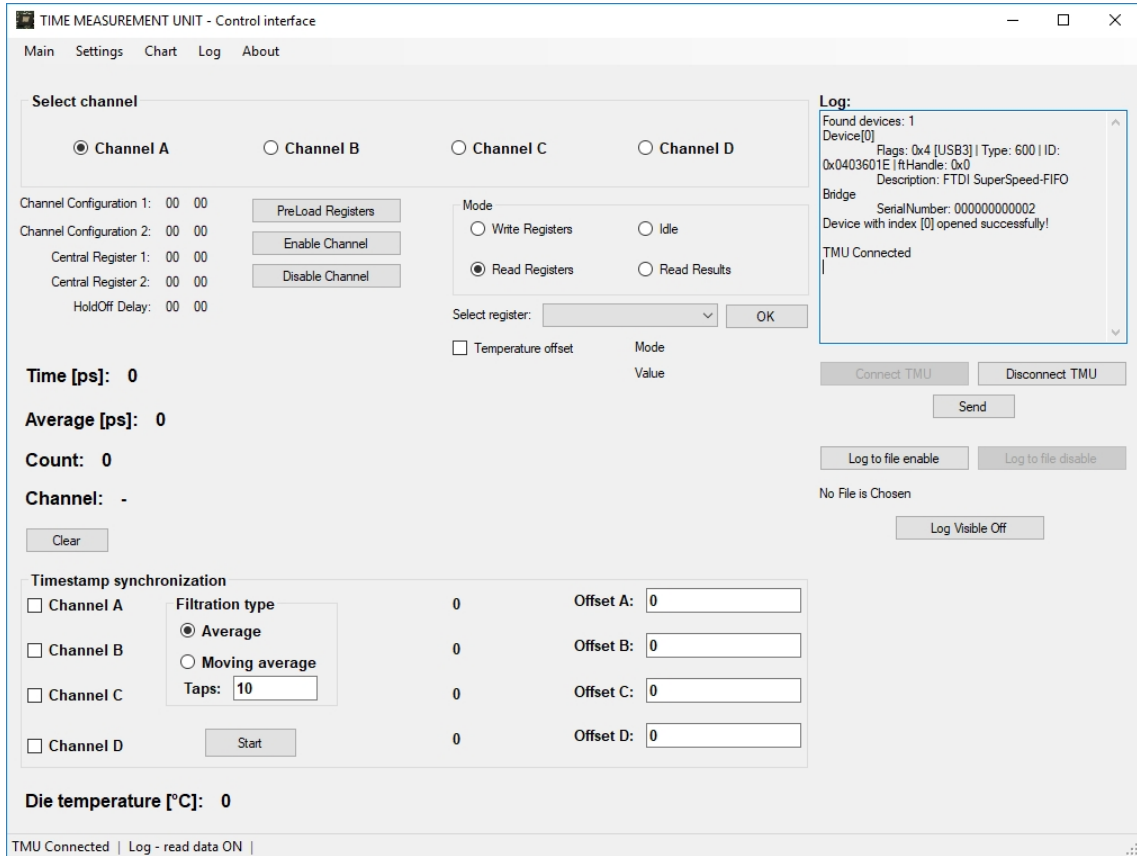 TIME MEASUREMENT UNIT - Control interface
Main Settings Chart Log About
Select channel
Channel A Channel B Channel C Channel D
Channel Configuration 1: 00 00
Channel Configuration 2: 00 00
Central Register 1: 00 00
Central Register 2: 00 00
HoldOff Delay: 00 00
PreLoad Registers
Enable Channel
Disable Channel
Mode
Write Registers Idle
Read Registers Read Results
Select register: OK
Temperature offset Mode
Value
Log:
Found devices: 1
Device[0]
Flags: 0x4 [USB3] | Type: 600 | ID:
0x0403601E | ftHandle: 0x0
Description: FTDI SuperSpeed-FIFO
Bridge
SerialNumber: 000000000002
Device with index [0] opened successfully!
TMU Connected
Connect TMU Disconnect TMU
Send
Log to file enable Log to file disable
No File is Chosen
Log Visible Off
Time [ps]: 0
Average [ps]: 0
Count: 0
Channel: -
Clear
Timestamp synchronization
Channel A
Channel B
Channel C
Channel D
Filtration type
Average
Moving average
Taps: 10
Start
0 Offset A: 0
0 Offset B: 0
0 Offset C: 0
0 Offset D: 0
Die temperature [°C]: 0
TMU Connected | Log - read data ON |